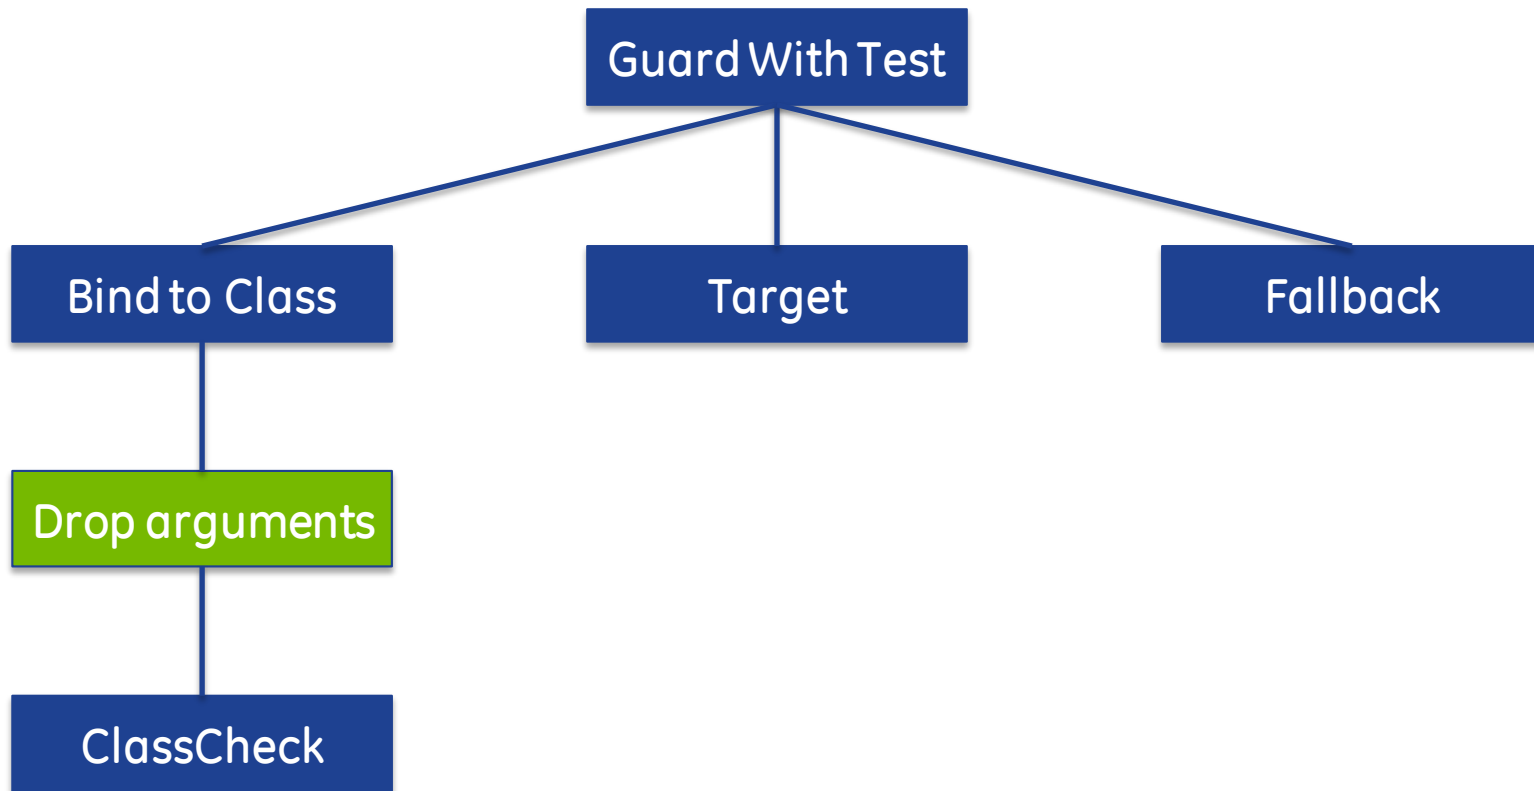 Guard With Test
Bind to Class
Target
Fallback
Drop arguments
ClassCheck